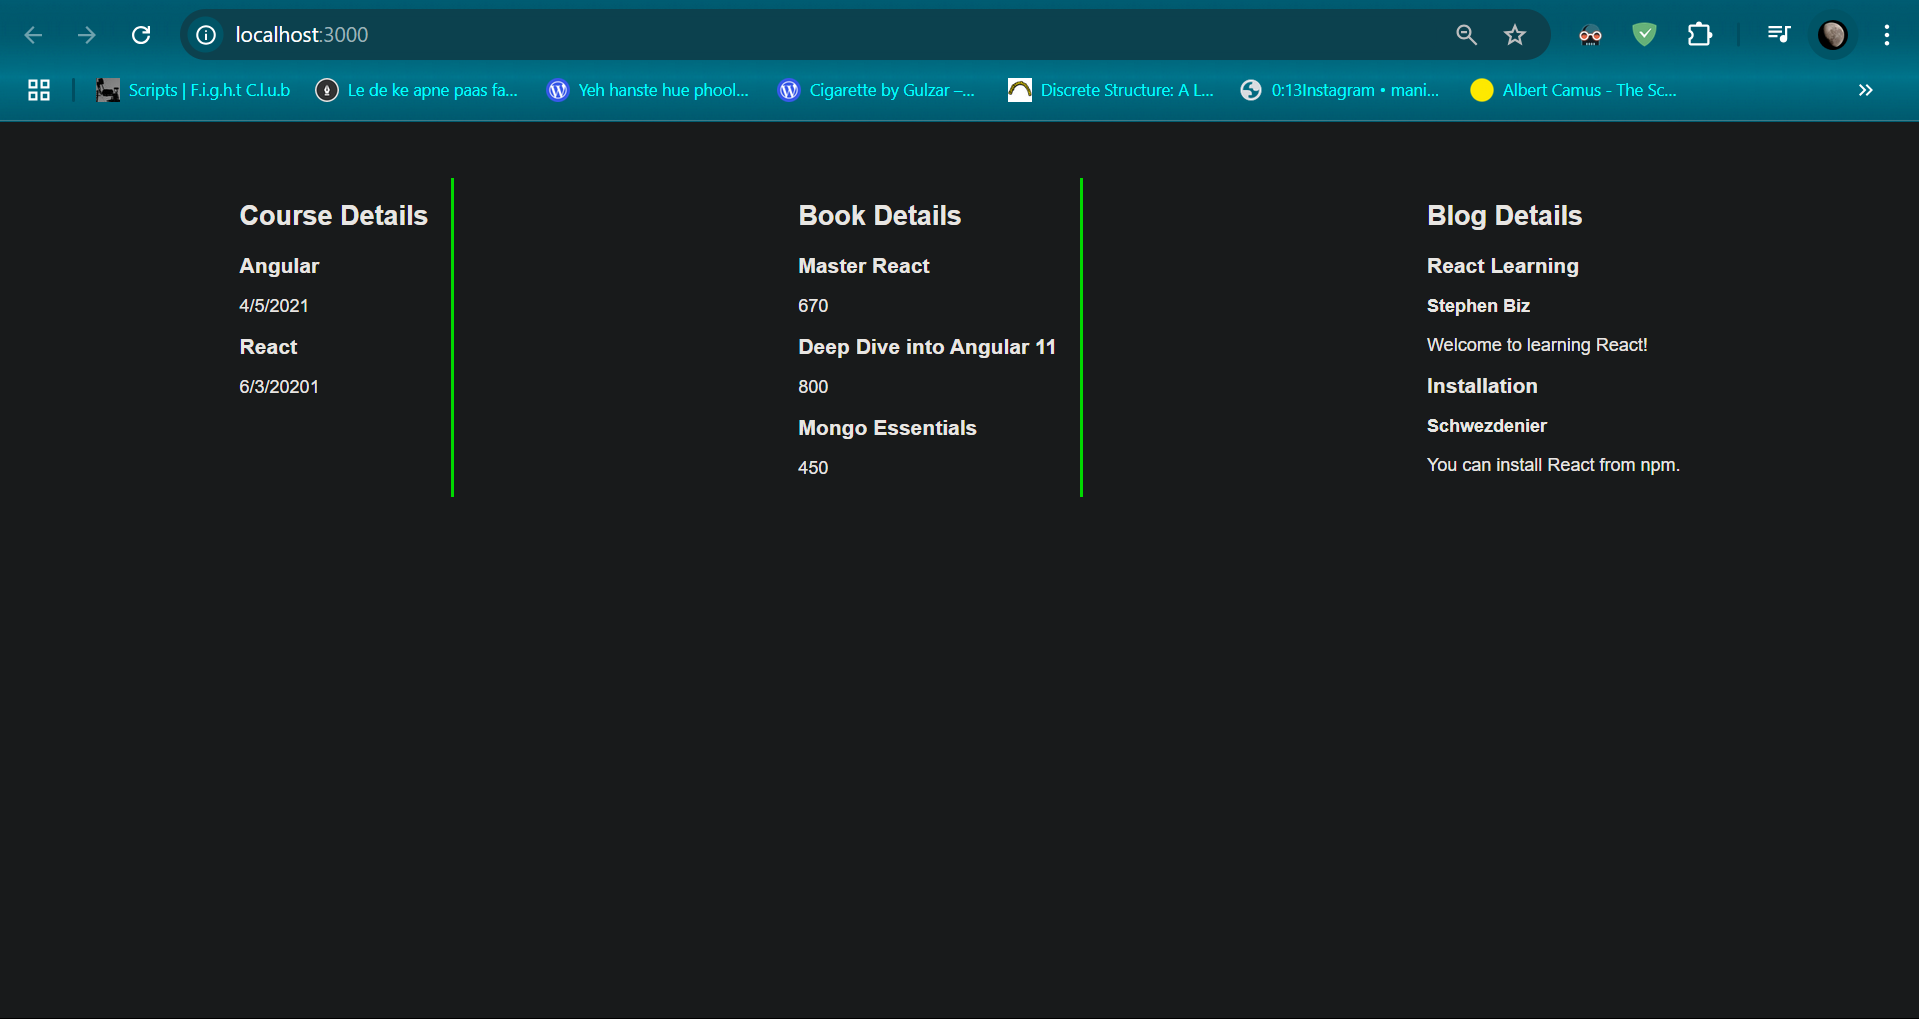 localhost:3000
Scripts | F.i.g.h.t C.l.u.b
Le de ke apne paas fa...
Yeh hanste hue phool...
Cigarette by Gulzar –...
Discrete Structure: A L...
0:13Instagram • mani...
Albert Camus - The Sc...
Course Details
Angular
4/5/2021
React
6/3/20201
Book Details
Master React
670
Deep Dive into Angular 11
800
Mongo Essentials
450
Blog Details
React Learning
Stephen Biz
Welcome to learning React!
Installation
Schwezdenier
You can install React from npm.